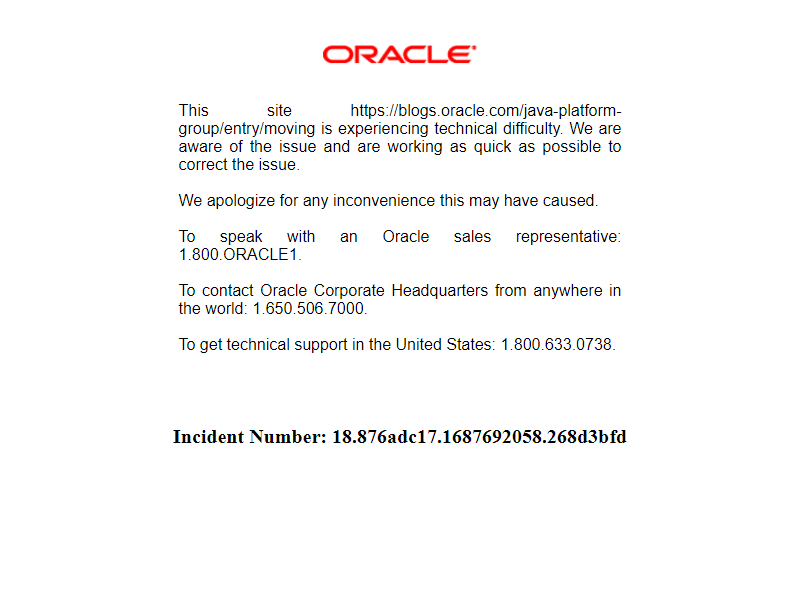 ORACLE
This site https://blogs.oracle.com/java-platform-
group/entry/moving is experiencing technical difficulty. We are
aware of the issue and are working as quick as possible to
correct the issue.
We apologize for any inconvenience this may have caused.
To speak with an Oracle sales representative:
1.800.ORACLE1.
To contact Oracle Corporate Headquarters from anywhere in
the world: 1.650.506.7000.
To get technical support in the United States: 1.800.633.0738.
Incident Number: 18.876adc17.1687692058.268d3bfd